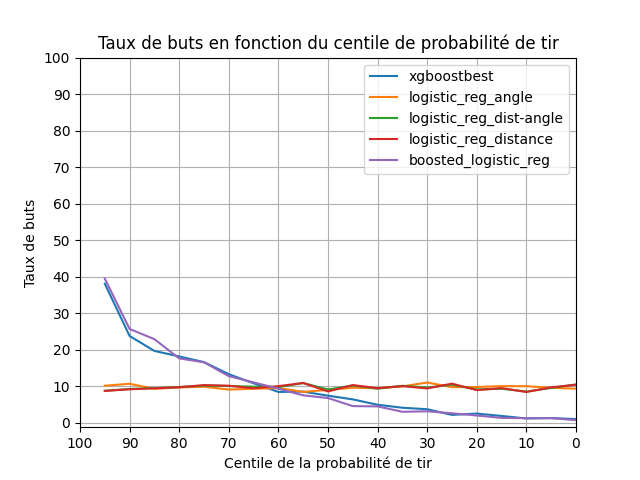 Taux de buts en fonction du centile de probabilité de tir
100
90
80
70
60
50
40
30
20
10
0
Taux de buts
xgboostbest
logistic_reg_angle
logistic_reg_dist-angle
logistic_reg_distance
boosted_logistic_reg
100 90 80 70 60 50 40 30 20 10 0
Centile de la probabilité de tir